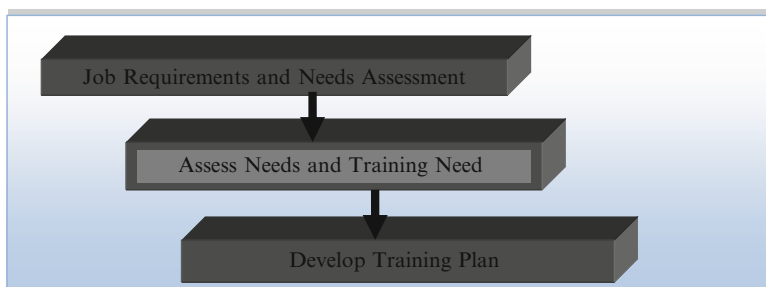 Job Requirements and Needs Assessment
Assess Needs and Training Need
Develop Training Plan